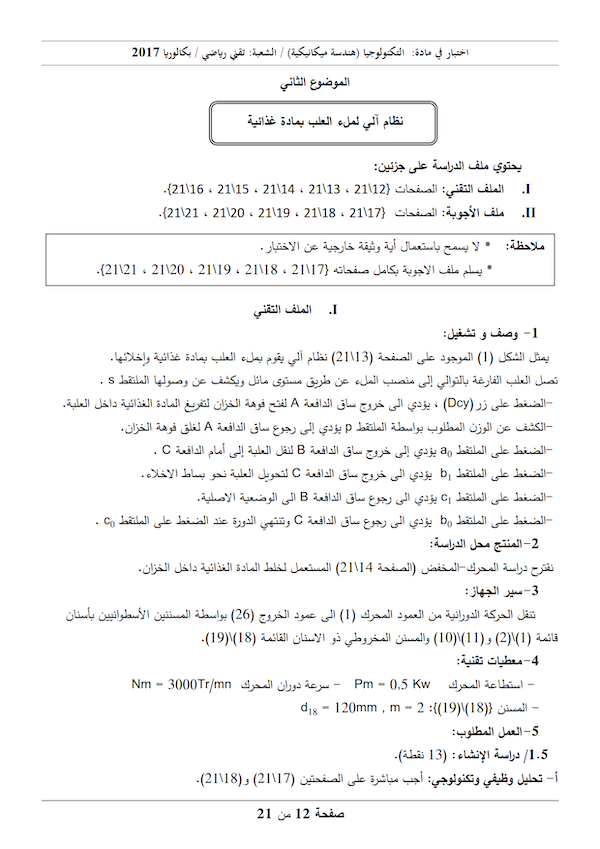 اختبار في مادة: التكنولوجيا (هندسة ميكانيكية) / الشعبة: تقني رياضي / بكالوريا 2017
الموضوع الثاني
نظام آلي لملء العلب بمادة غذائية
يحتوي ملف الدراسة على جزئين:
I. الملف التقني: الصفحات {12\21 ، 13\21 ، 14\21 ، 15\21 ، 16\21}.
II. ملف الأجوبة: الصفحات {17\21 ، 18\21 ، 19\21 ، 20\21 ، 21\21}.
ملاحظة: * لا يسمح باستعمال أية وثيقة خارجية عن الاختبار.
* يسلم ملف الاجوبة بكامل صفحاته {17\21 ، 18\21 ، 19\21 ، 20\21 ، 21\21}.
I. الملف التقني
1- وصف و تشغيل:
يمثل الشكل (1) الموجود على الصفحة (13\21) نظام آلي يقوم بملء العلب بمادة غذائية وإخلائها.
تصل العلب الفارغة بالتوالي إلى منصب الملء عن طريق مستوى مائل ويكشف عن وصولها الملتقط s .
-الضغط على زر (Dcy) ، يؤدي الى خروج ساق الدافعة A لفتح فوهة الخزان لتفريغ المادة الغذائية داخل العلبة.
-الكشف عن الوزن المطلوب بواسطة الملتقط p يؤدي إلى رجوع ساق الدافعة A لغلق فوهة الخزان.
-الضغط على الملتقط a0 يؤدي إلى خروج ساق الدافعة B لنقل العلبة إلى أمام الدافعة C .
-الضغط على الملتقط b1 يؤدي الى خروج ساق الدافعة C لتحويل العلبة نحو بساط الاخلاء.
-الضغط على الملتقط c1 يؤدي الى رجوع ساق الدافعة B الى الوضعية الاصلية.
-الضغط على الملتقط b0 يؤدي الى رجوع ساق الدافعة C وتنتهي الدورة عند الضغط على الملتقط c0 .
2-المنتج محل الدراسة:
نقترح دراسة المحرك-المخفض (الصفحة 14\21) المستعمل لخلط المادة الغذائية داخل الخزان.
3-سير الجهاز:
تنقل الحركة الدورانية من العمود المحرك (1) الى عمود الخروج (26) بواسطة المسننتين الأسطوانيين بأسنان
قائمة (1)\(2) و(11)\(10) والمسنن المخروطي ذو الاسنان القائمة (18)\(19).
4-معطيات تقنية:
- استطاعة المحرك Pm = 0.5 Kw - سرعة دوران المحرك Nm = 3000Tr/mn
- المسنن {(18)\(19)}: d18 = 120mm , m = 2
5-العمل المطلوب:
1.5/ دراسة الإنشاء: (13 نقطة).
أ- تحليل وظيفي وتكنولوجي: أجب مباشرة على الصفحتين (17\21) و(18\21).
صفحة 12 من 21